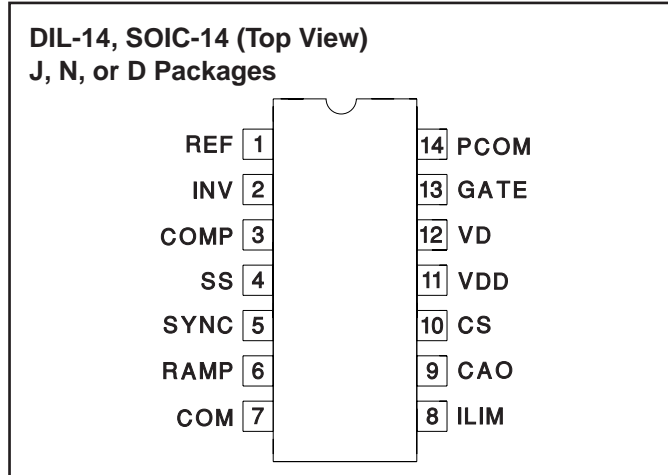 DIL-14, SOIC-14 (Top View)
J, N, or D Packages
REF 1 14 PCOM
INV 2 13 GATE
COMP 3 12 VD
SS 4 11 VDD
SYNC 5 10 CS
RAMP 6 9 CAO
COM 7 8 ILIM